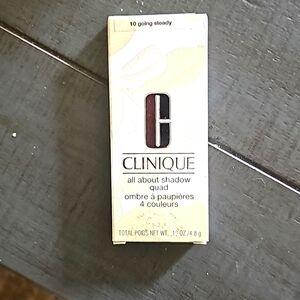 10 going steady
CLINIQUE
all about shadow
quad
ombre à paupières
4 couleurs
TOTAL POIDS NET WT. .1 OZ/4.8 g